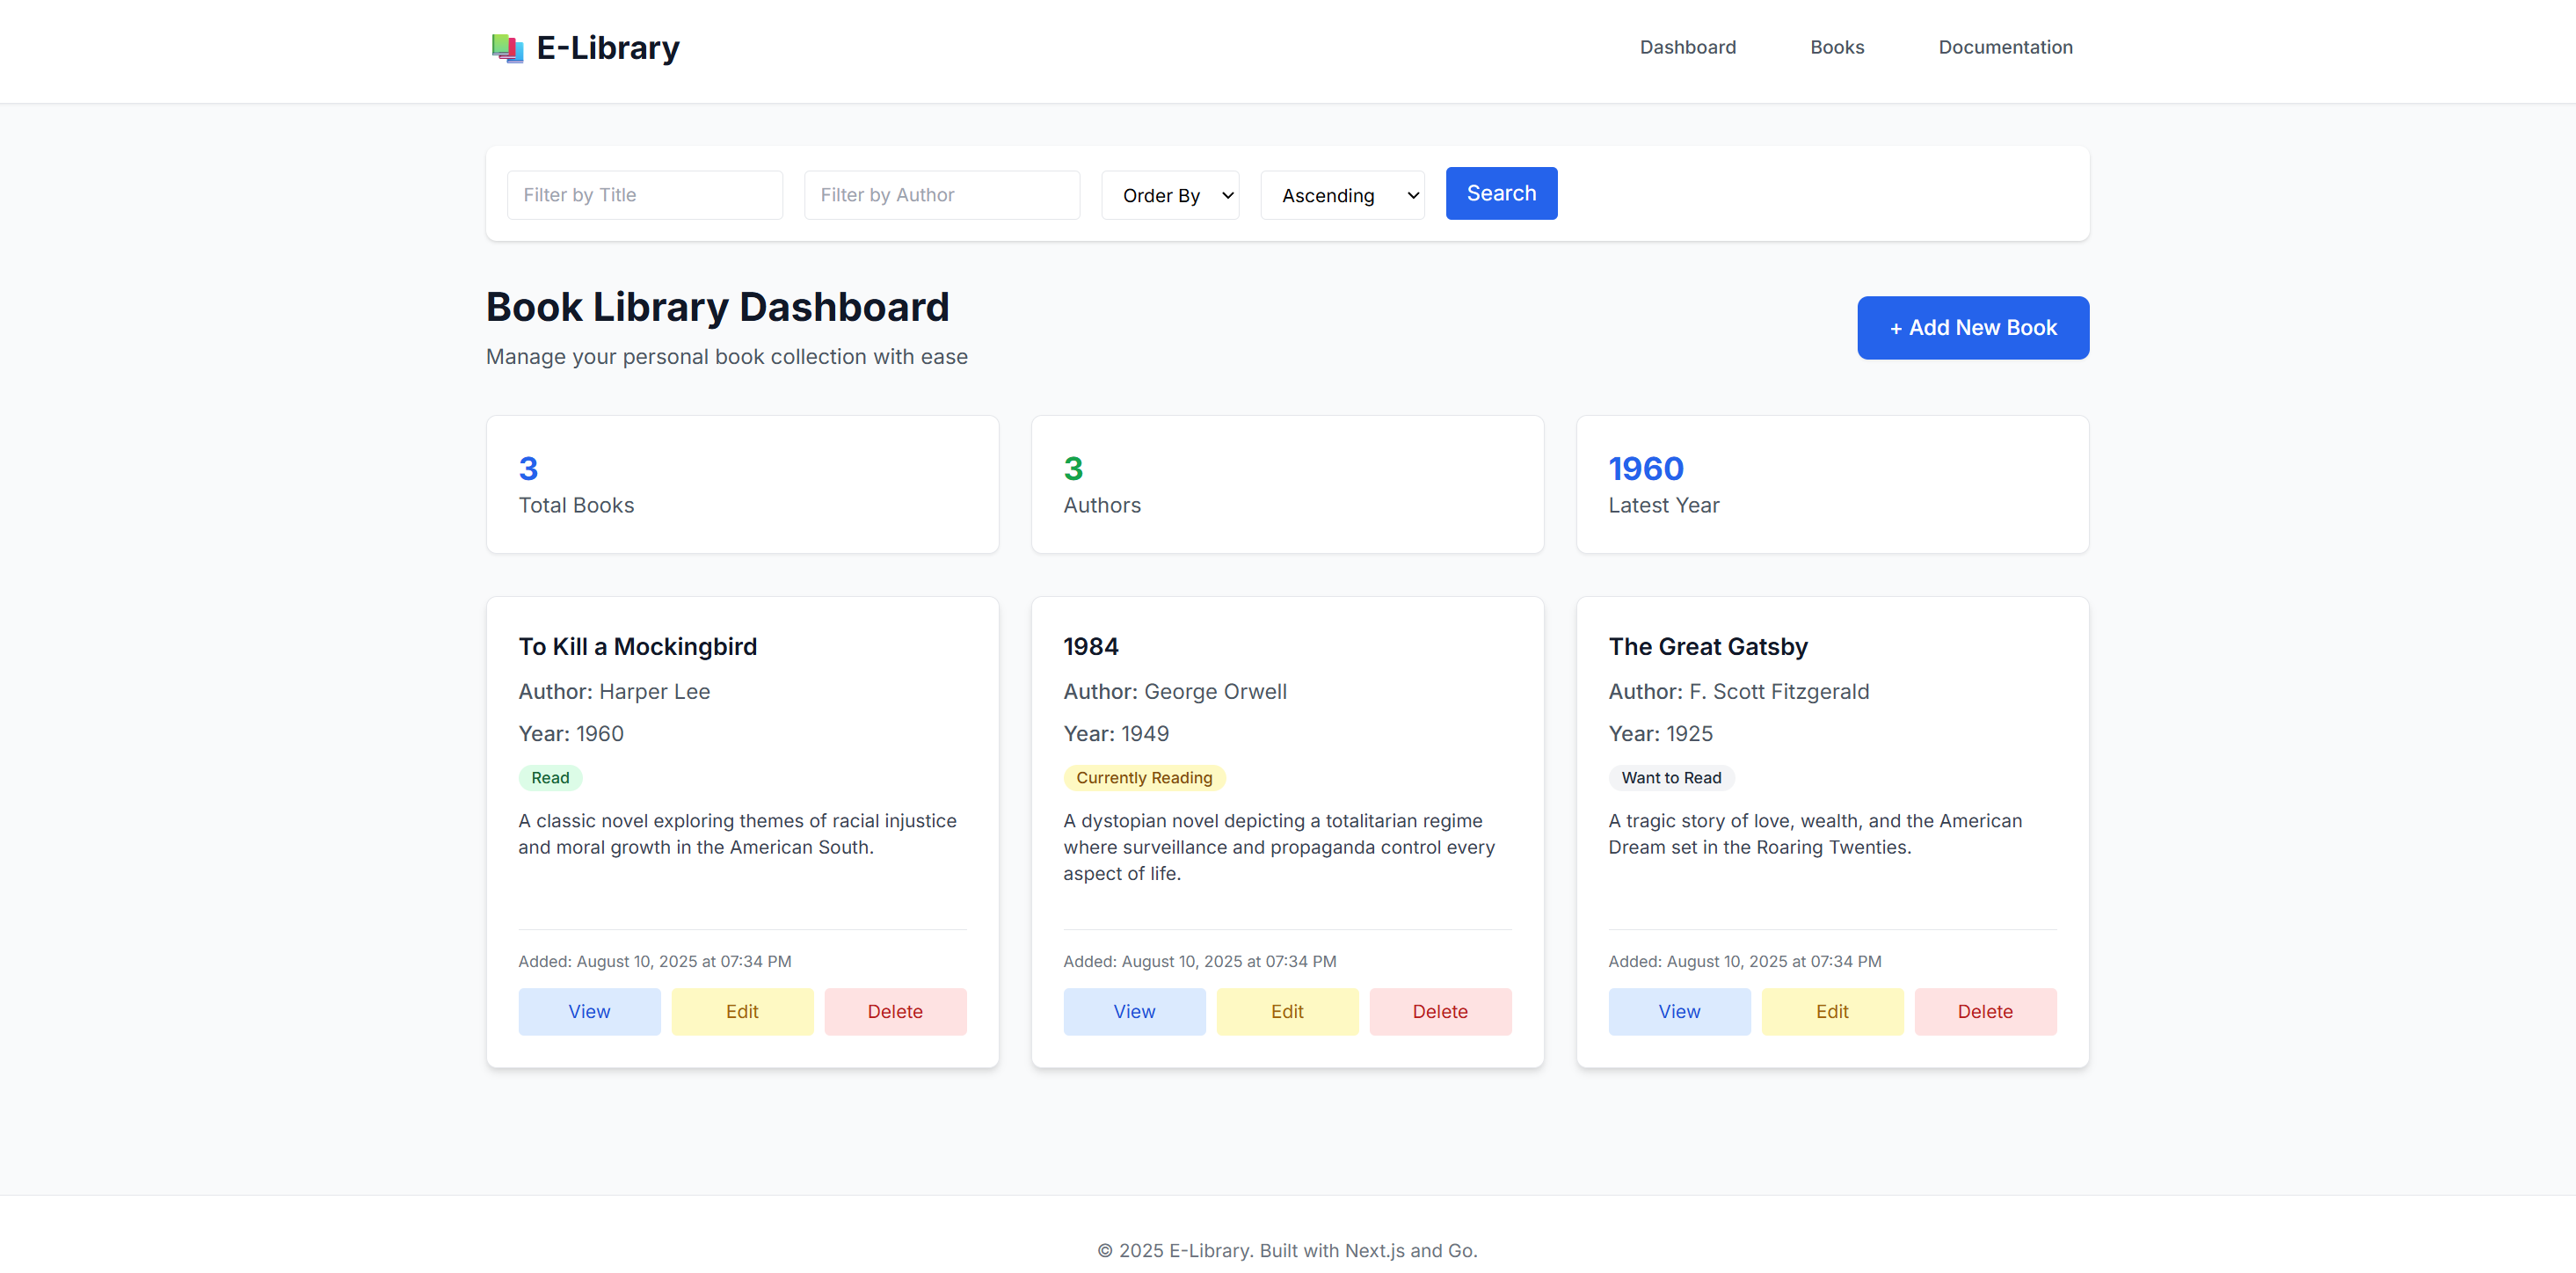 E-Library
Dashboard Books Documentation
Filter by Title Filter by Author Order By Ascending Search
Book Library Dashboard
Manage your personal book collection with ease
+ Add New Book
3
Total Books
3
Authors
1960
Latest Year
To Kill a Mockingbird
Author: Harper Lee
Year: 1960
Read
A classic novel exploring themes of racial injustice
and moral growth in the American South.
Added: August 10, 2025 at 07:34 PM
View Edit Delete
1984
Author: George Orwell
Year: 1949
Currently Reading
A dystopian novel depicting a totalitarian regime
where surveillance and propaganda control every
aspect of life.
Added: August 10, 2025 at 07:34 PM
View Edit Delete
The Great Gatsby
Author: F. Scott Fitzgerald
Year: 1925
Want to Read
A tragic story of love, wealth, and the American
Dream set in the Roaring Twenties.
Added: August 10, 2025 at 07:34 PM
View Edit Delete
© 2025 E-Library. Built with Next.js and Go.